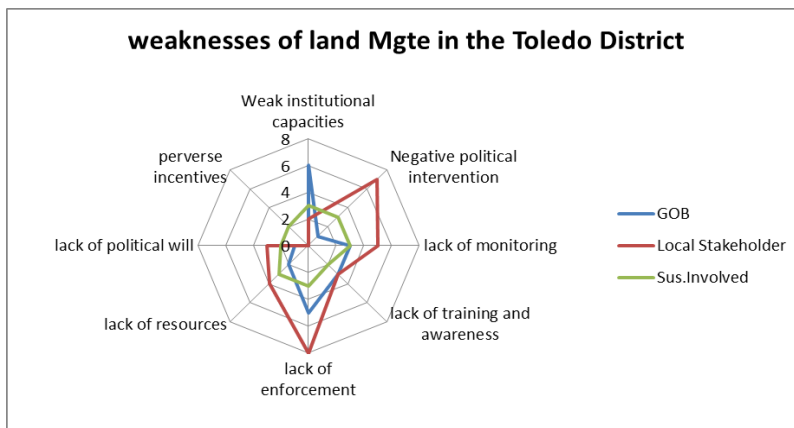 weaknesses of land Mgte in the Toledo District
Weak institutional
capacities
Negative political
intervention
lack of monitoring
lack of training and
awareness
lack of
enforcement
lack of resources
lack of political will
perverse
incentives
8
6
4
2
0
GOB
Local Stakeholder
Sus.Involved